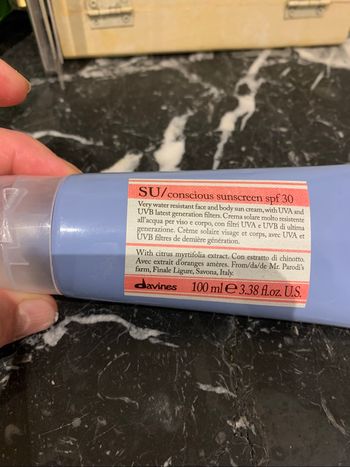 SU/conscious sunscreen spf 30
Very water resistant face and body sun cream, with UVA and
UVB latest generation filters. Crema solare molto resistente
all'acqua per viso e corpo, con filtri UVA e UVB di ultima
generazione. Crème solaire visage et corps, avec UVA et
UVB filtres de dernière génération.
With citrus myrtifolia extract. Con estratto di chinotto.
Avec extrait d'oranges amères. From/da/de Mr. Parodi's
farm, Finale Ligure, Savona, Italy.
davines 100 ml ℮ 3.38 fl.oz. U.S.